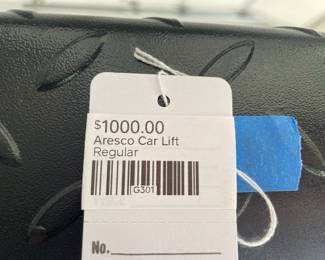 $1000.00
Aresco Car Lift
Regular
G301
No.